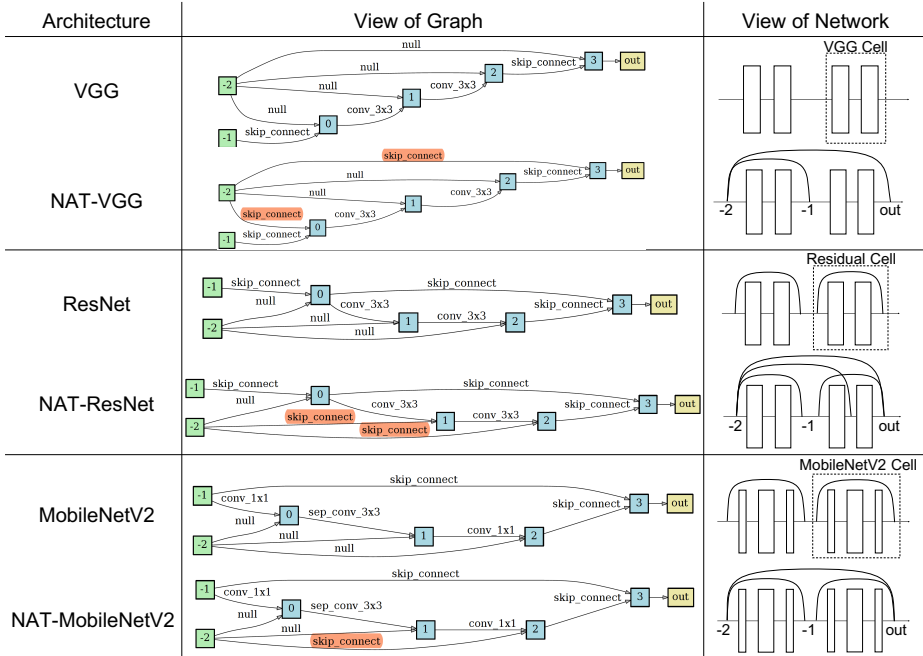 Architecture
View of Graph
View of Network
VGG
null
null
null
null
-2
-1
0
1
2
3
out
skip_connect
conv_3x3
conv_3x3
skip_connect
VGG Cell
NAT-VGG
skip_connect
null
null
skip_connect
-2
-1
0
1
2
3
out
skip_connect
conv_3x3
conv_3x3
skip_connect
-2
-1
out
ResNet
-1
-2
0
1
2
3
out
skip_connect
null
skip_connect
conv_3x3
conv_3x3
null
null
skip_connect
Residual Cell
NAT-ResNet
-1
-2
0
1
2
3
out
skip_connect
null
skip_connect
conv_3x3
conv_3x3
skip_connect
skip_connect
skip_connect
-2
-1
out
MobileNetV2
-1
-2
0
1
2
3
out
skip_connect
conv_1x1
null
sep_conv_3x3
null
null
conv_1x1
skip_connect
MobileNetV2 Cell
NAT-MobileNetV2
-1
-2
0
1
2
3
out
skip_connect
conv_1x1
null
sep_conv_3x3
null
skip_connect
conv_1x1
skip_connect
-2
-1
out